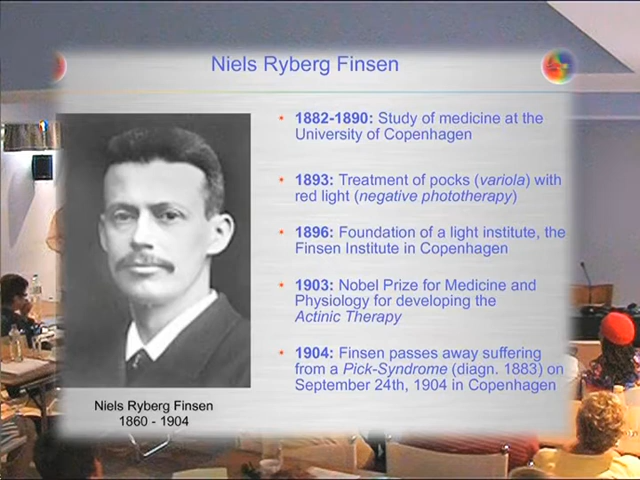 Niels Ryberg Finsen
1882-1890: Study of medicine at the
University of Copenhagen
1893: Treatment of pocks (variola) with
red light (negative phototherapy)
1896: Foundation of a light institute, the
Finsen Institute in Copenhagen
1903: Nobel Prize for Medicine and
Physiology for developing the
Actinic Therapy
1904: Finsen passes away suffering
from a Pick-Syndrome (diagn. 1883) on
September 24th, 1904 in Copenhagen
Niels Ryberg Finsen
1860 - 1904